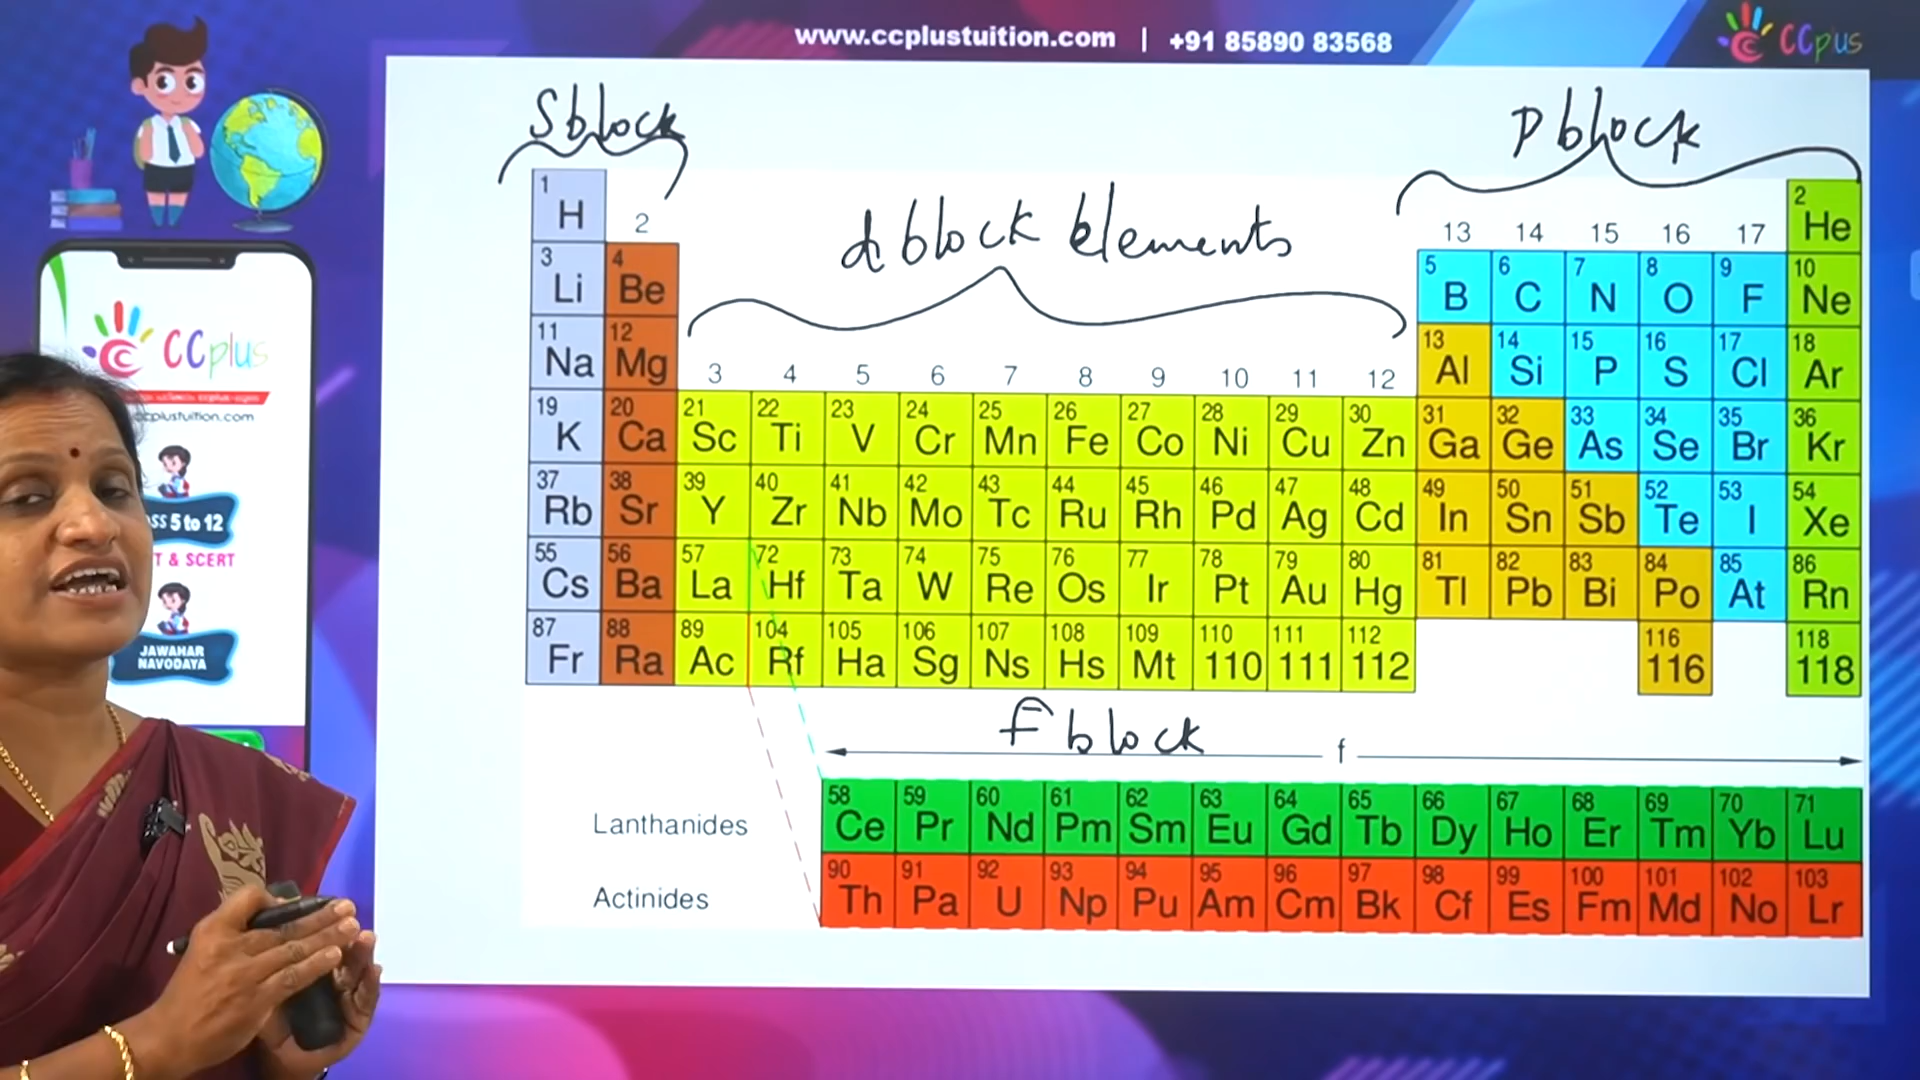 www.ccplustuition.com | +91 85890 83568
CCplus
S block
P block
d block Elements
1 H
2
2 He
13 14 15 16 17
3 Li 4 Be 5 B 6 C 7 N 8 O 9 F 10 Ne
11 Na 12 Mg 13 Al 14 Si 15 P 16 S 17 Cl 18 Ar
3 4 5 6 7 8 9 10 11 12
19 K 20 Ca 21 Sc 22 Ti 23 V 24 Cr 25 Mn 26 Fe 27 Co 28 Ni 29 Cu 30 Zn 31 Ga 32 Ge 33 As 34 Se 35 Br 36 Kr
37 Rb 38 Sr 39 Y 40 Zr 41 Nb 42 Mo 43 Tc 44 Ru 45 Rh 46 Pd 47 Ag 48 Cd 49 In 50 Sn 51 Sb 52 Te 53 I 54 Xe
55 Cs 56 Ba 57 La 72 Hf 73 Ta 74 W 75 Re 76 Os 77 Ir 78 Pt 79 Au 80 Hg 81 Tl 82 Pb 83 Bi 84 Po 85 At 86 Rn
87 Fr 88 Ra 89 Ac 104 Rf 105 Ha 106 Sg 107 Ns 108 Hs 109 Mt 110 110 111 111 112 112 116 116 118 118
f block
f
Lanthanides 58 Ce 59 Pr 60 Nd 61 Pm 62 Sm 63 Eu 64 Gd 65 Tb 66 Dy 67 Ho 68 Er 69 Tm 70 Yb 71 Lu
Actinides 90 Th 91 Pa 92 U 93 Np 94 Pu 95 Am 96 Cm 97 Bk 98 Cf 99 Es 100 Fm 101 Md 102 No 103 Lr
CCplus
ccplustuition.com
5 to 12
& SCERT
JAWAHAR
NAVODAYA